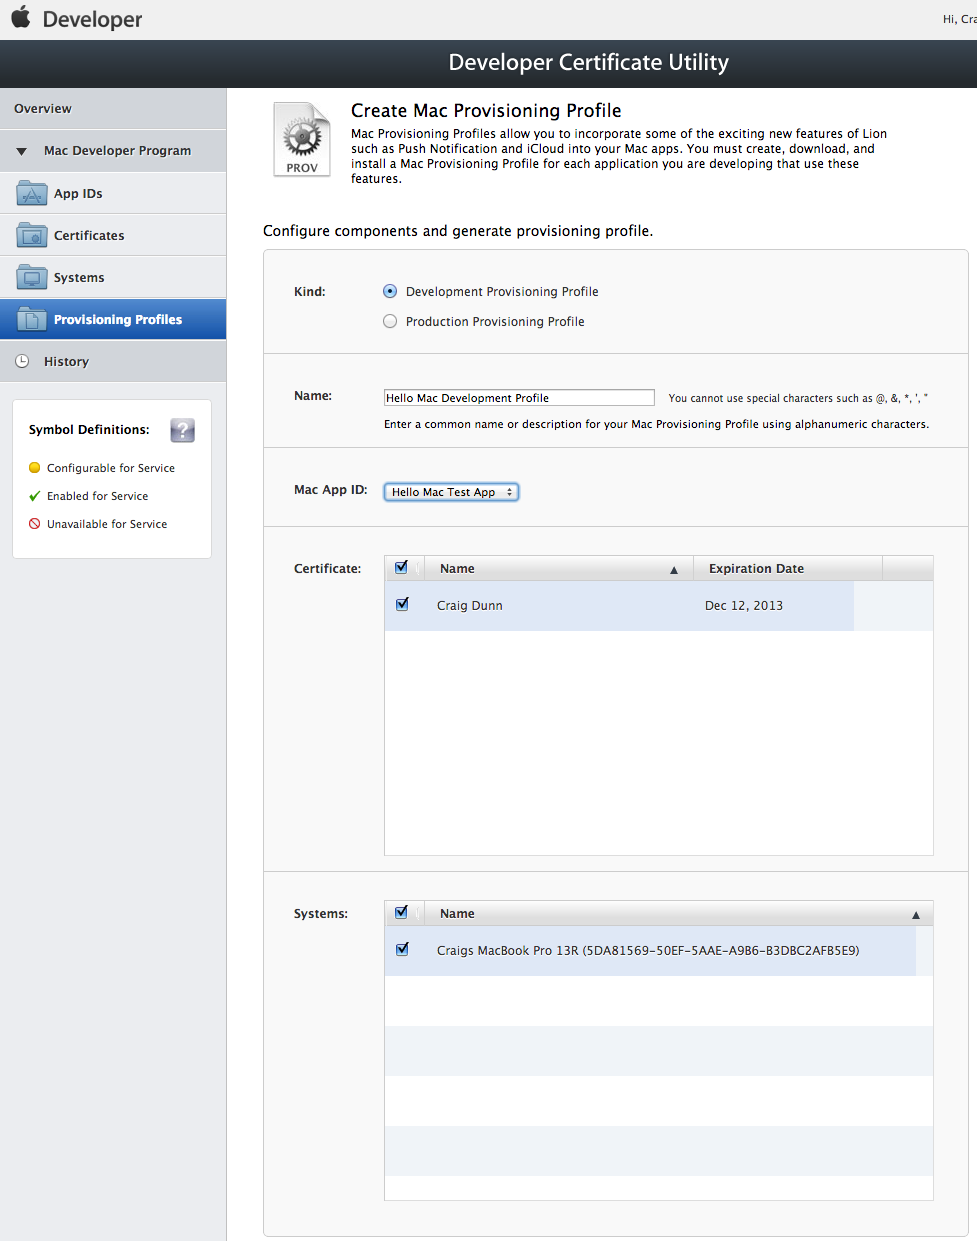 Developer
Hi, Cra
Developer Certificate Utility
Overview
Mac Developer Program
App IDs
Certificates
Systems
Provisioning Profiles
History
Symbol Definitions:
?
Configurable for Service
Enabled for Service
Unavailable for Service
PROV
Create Mac Provisioning Profile
Mac Provisioning Profiles allow you to incorporate some of the exciting new features of Lion
such as Push Notification and iCloud into your Mac apps. You must create, download, and
install a Mac Provisioning Profile for each application you are developing that use these
features.
Configure components and generate provisioning profile.
Kind:
Development Provisioning Profile
Production Provisioning Profile
Name:
Hello Mac Development Profile
You cannot use special characters such as @, &, *, ', "
Enter a common name or description for your Mac Provisioning Profile using alphanumeric characters.
Mac App ID:
Hello Mac Test App
Certificate:
Name
Expiration Date
Craig Dunn
Dec 12, 2013
Systems:
Name
Craigs MacBook Pro 13R (5DA81569-50EF-5AAE-A9B6-B3DBC2AFB5E9)